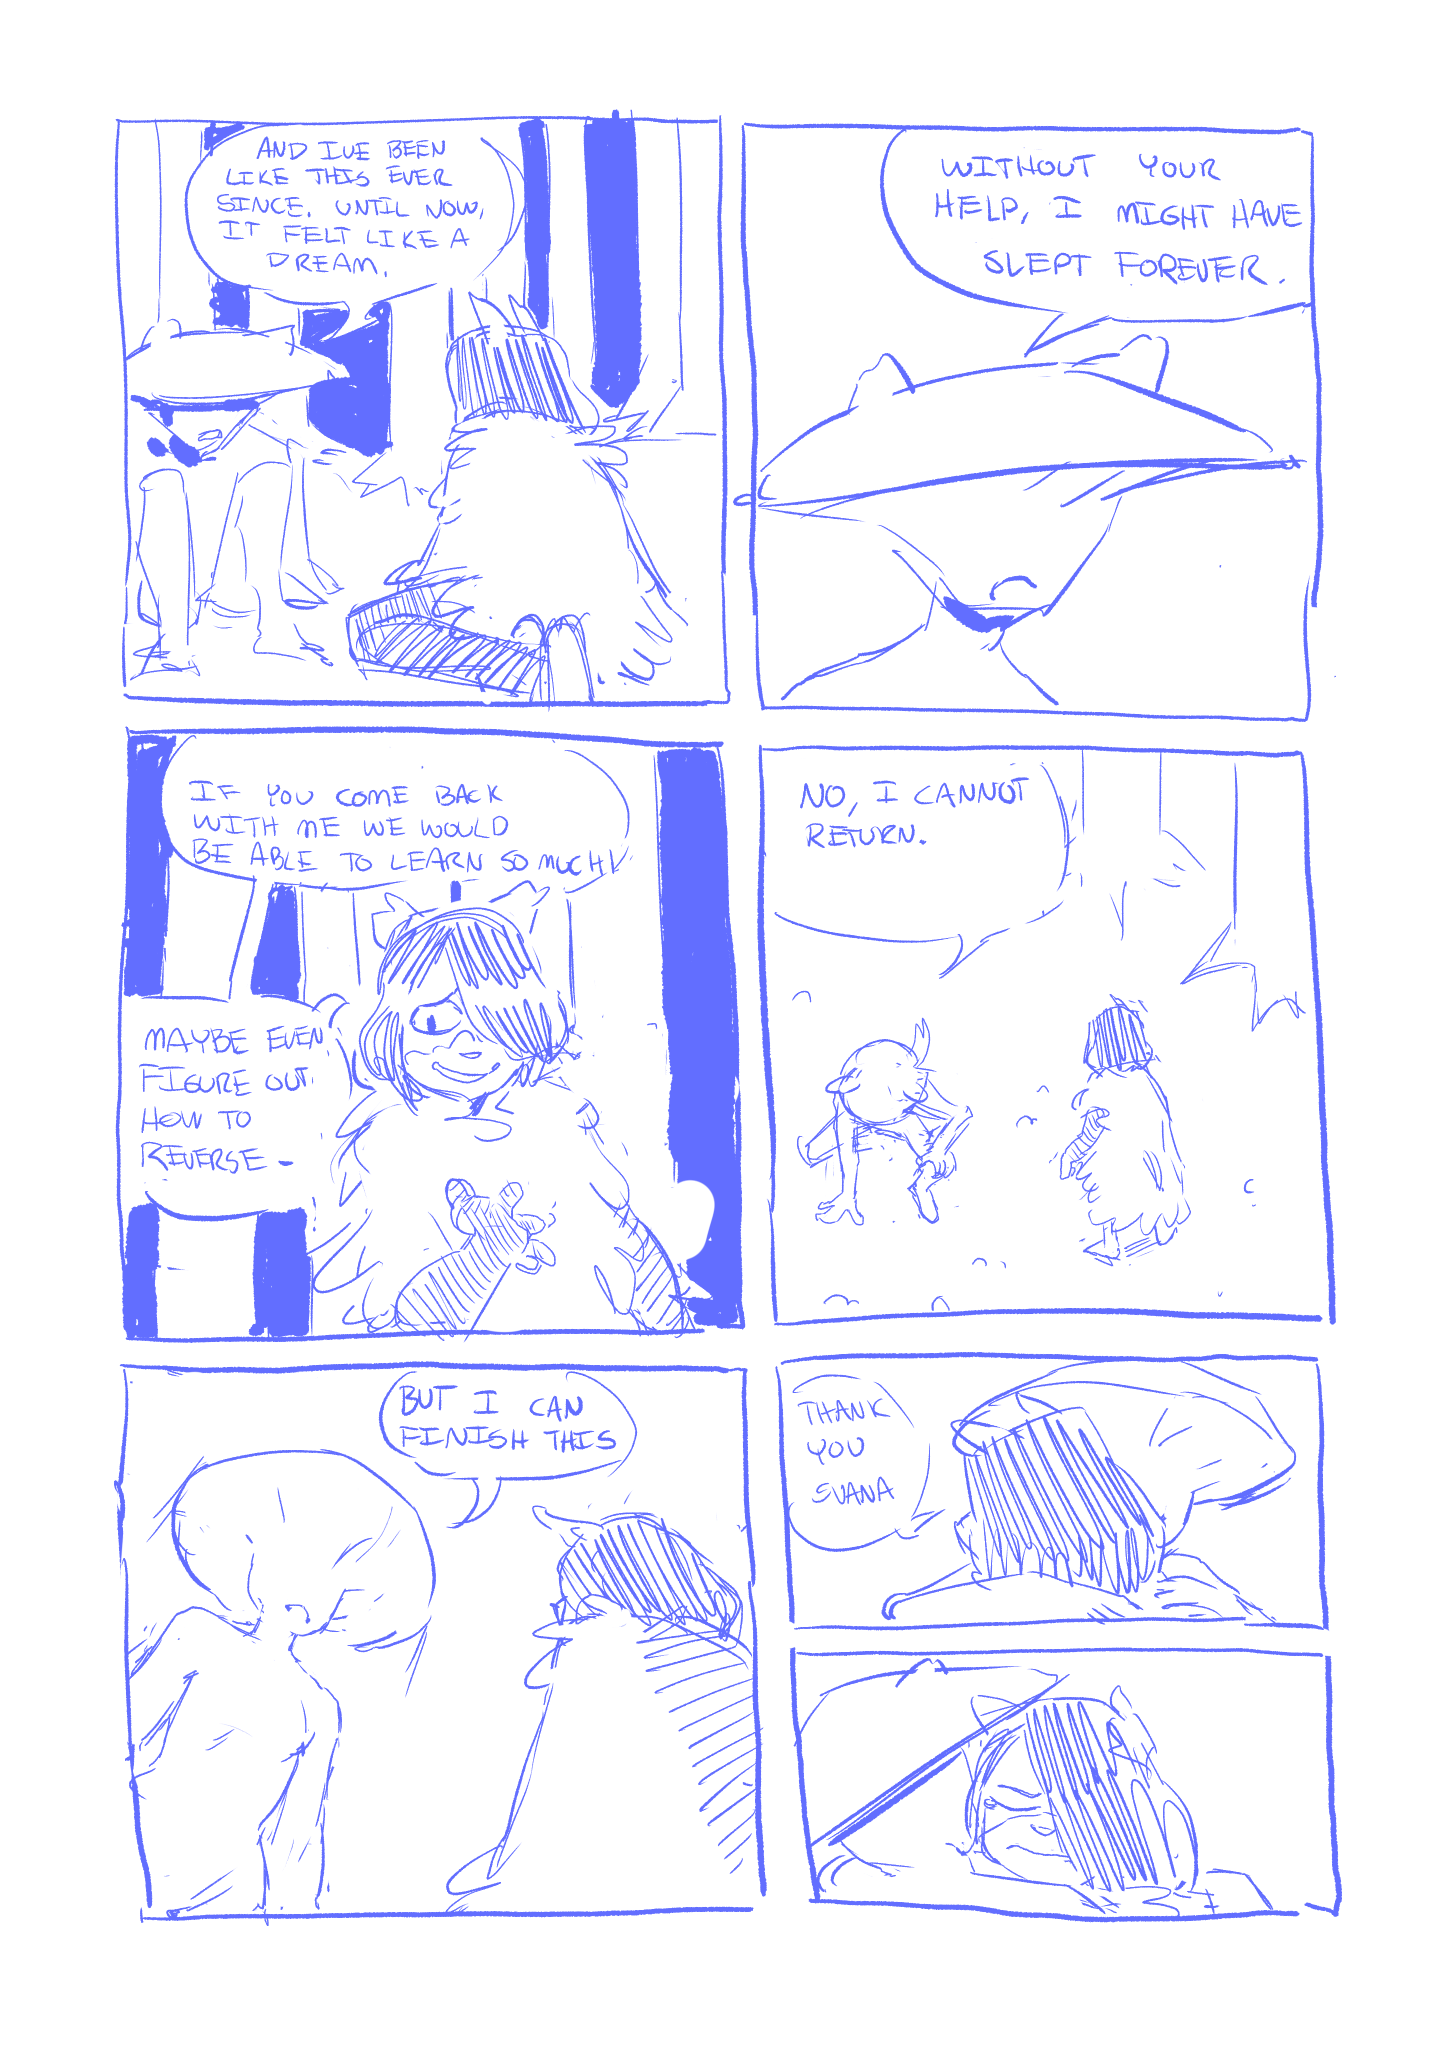 AND I'VE BEEN
LIKE THIS EVER
SINCE. UNTIL NOW,
IT FELT LIKE A
DREAM.
WITHOUT YOUR
HELP, I MIGHT HAVE
SLEPT FOREVER.
IF YOU COME BACK
WITH ME WE WOULD
BE ABLE TO LEARN SO MUCH!
MAYBE EVEN
FIGURE OUT
HOW TO
REVERSE -
NO, I CANNOT
RETURN.
BUT I CAN
FINISH THIS
THANK
YOU
SVANA